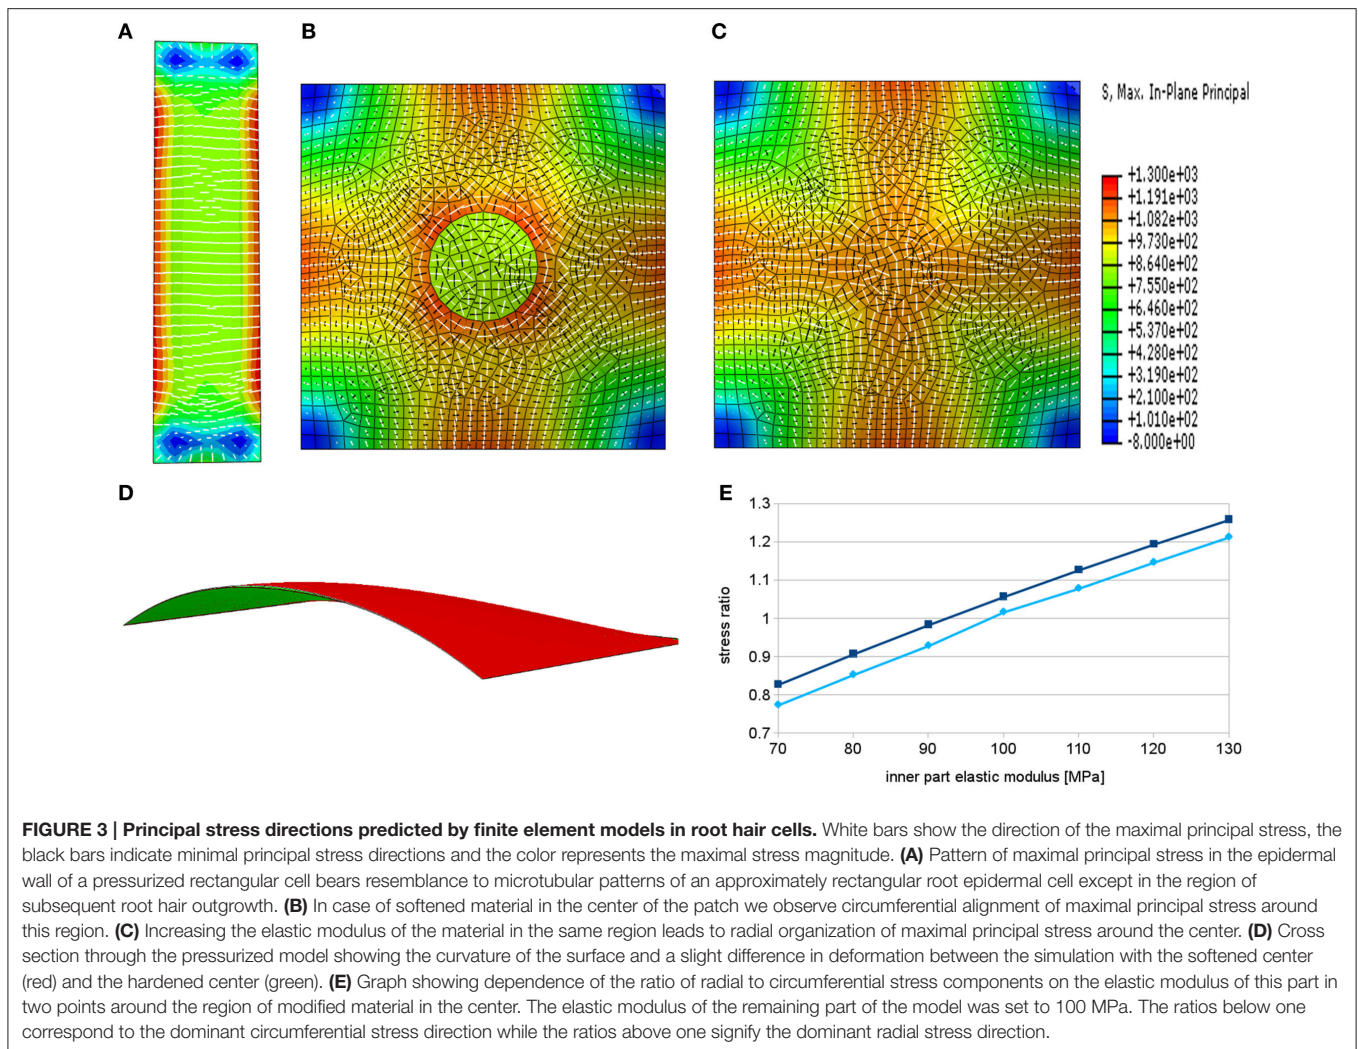 A
B
C
S, Max. In-Plane Principal
+1.300e+03
+1.191e+03
+1.082e+03
+9.730e+02
+8.640e+02
+7.550e+02
+6.460e+02
+5.370e+02
+4.280e+02
+3.190e+02
+2.100e+02
+1.010e+02
-8.000e+00
D
E
1.3
1.2
1.1
1
0.9
0.8
0.7
stress ratio
70 80 90 100 110 120 130
inner part elastic modulus [MPa]
FIGURE 3 | Principal stress directions predicted by finite element models in root hair cells. White bars show the direction of the maximal principal stress, the
black bars indicate minimal principal stress directions and the color represents the maximal stress magnitude. (A) Pattern of maximal principal stress in the epidermal
wall of a pressurized rectangular cell bears resemblance to microtubular patterns of an approximately rectangular root epidermal cell except in the region of
subsequent root hair outgrowth. (B) In case of softened material in the center of the patch we observe circumferential alignment of maximal principal stress around
this region. (C) Increasing the elastic modulus of the material in the same region leads to radial organization of maximal principal stress around the center. (D) Cross
section through the pressurized model showing the curvature of the surface and a slight difference in deformation between the simulation with the softened center
(red) and the hardened center (green). (E) Graph showing dependence of the ratio of radial to circumferential stress components on the elastic modulus of this part in
two points around the region of modified material in the center. The elastic modulus of the remaining part of the model was set to 100 MPa. The ratios below one
correspond to the dominant circumferential stress direction while the ratios above one signify the dominant radial stress direction.